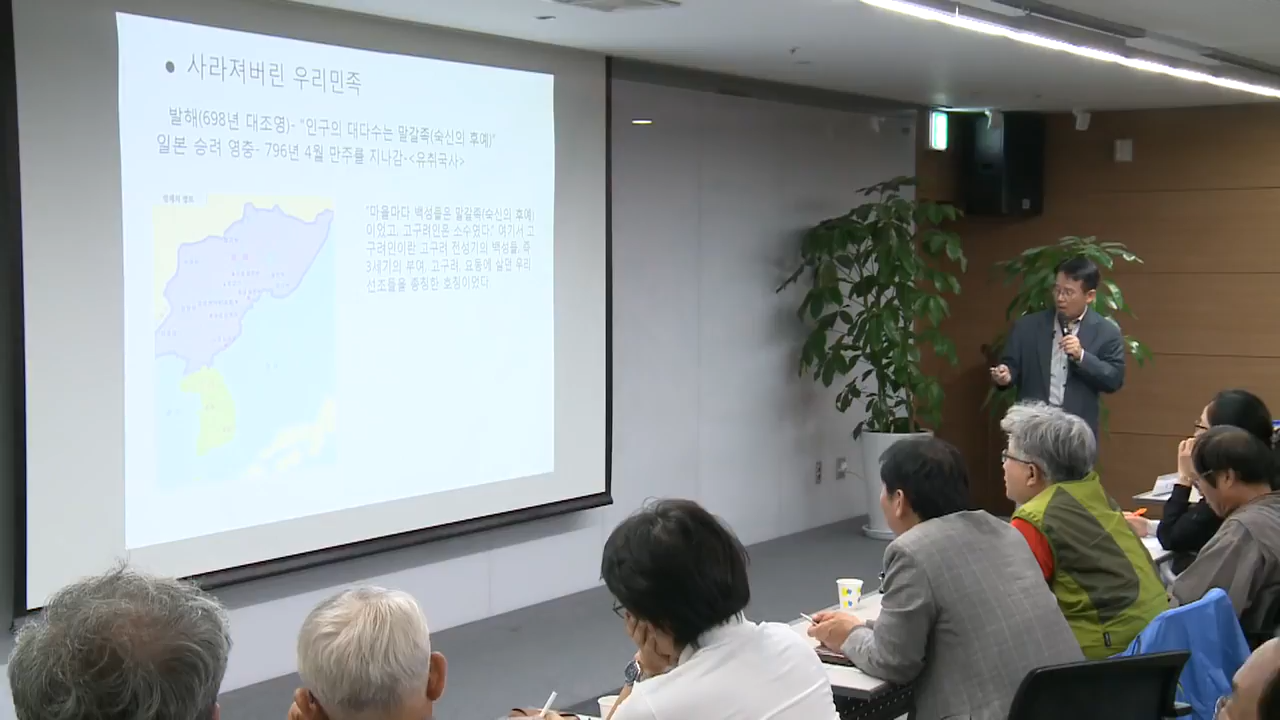 • 사라져버린 우리민족
발해(698년 대조영)- "인구의 대다수는 말갈족(숙신의 후예)"
일본 승려 영충- 796년 4월 만주를 지나감-<유취국사>
"마을마다 백성들은 말갈족(숙신의 후예)
이었고, 고구려인은 소수였다." 여기서 고
구려인이란 고구려 전성기의 백성들, 즉
3세기의 부여, 고구려, 요동에 살던 우리
선조들을 총칭한 호칭이었다.